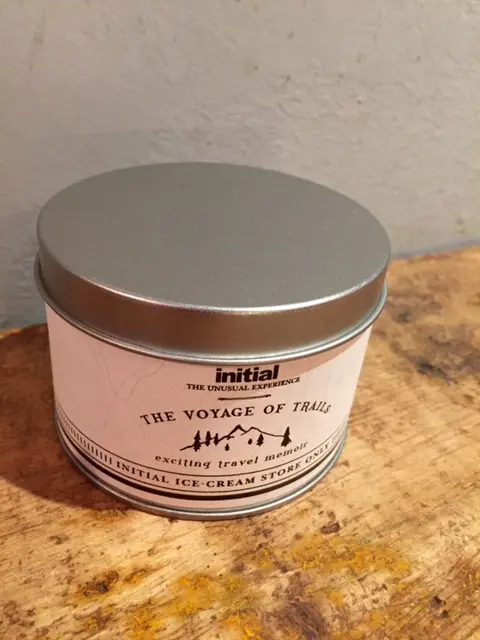 initial
THE UNUSUAL EXPERIENCE
THE VOYAGE OF TRAILS
exciting travel memoir
INITIAL ICE-CREAM STORE ONLY